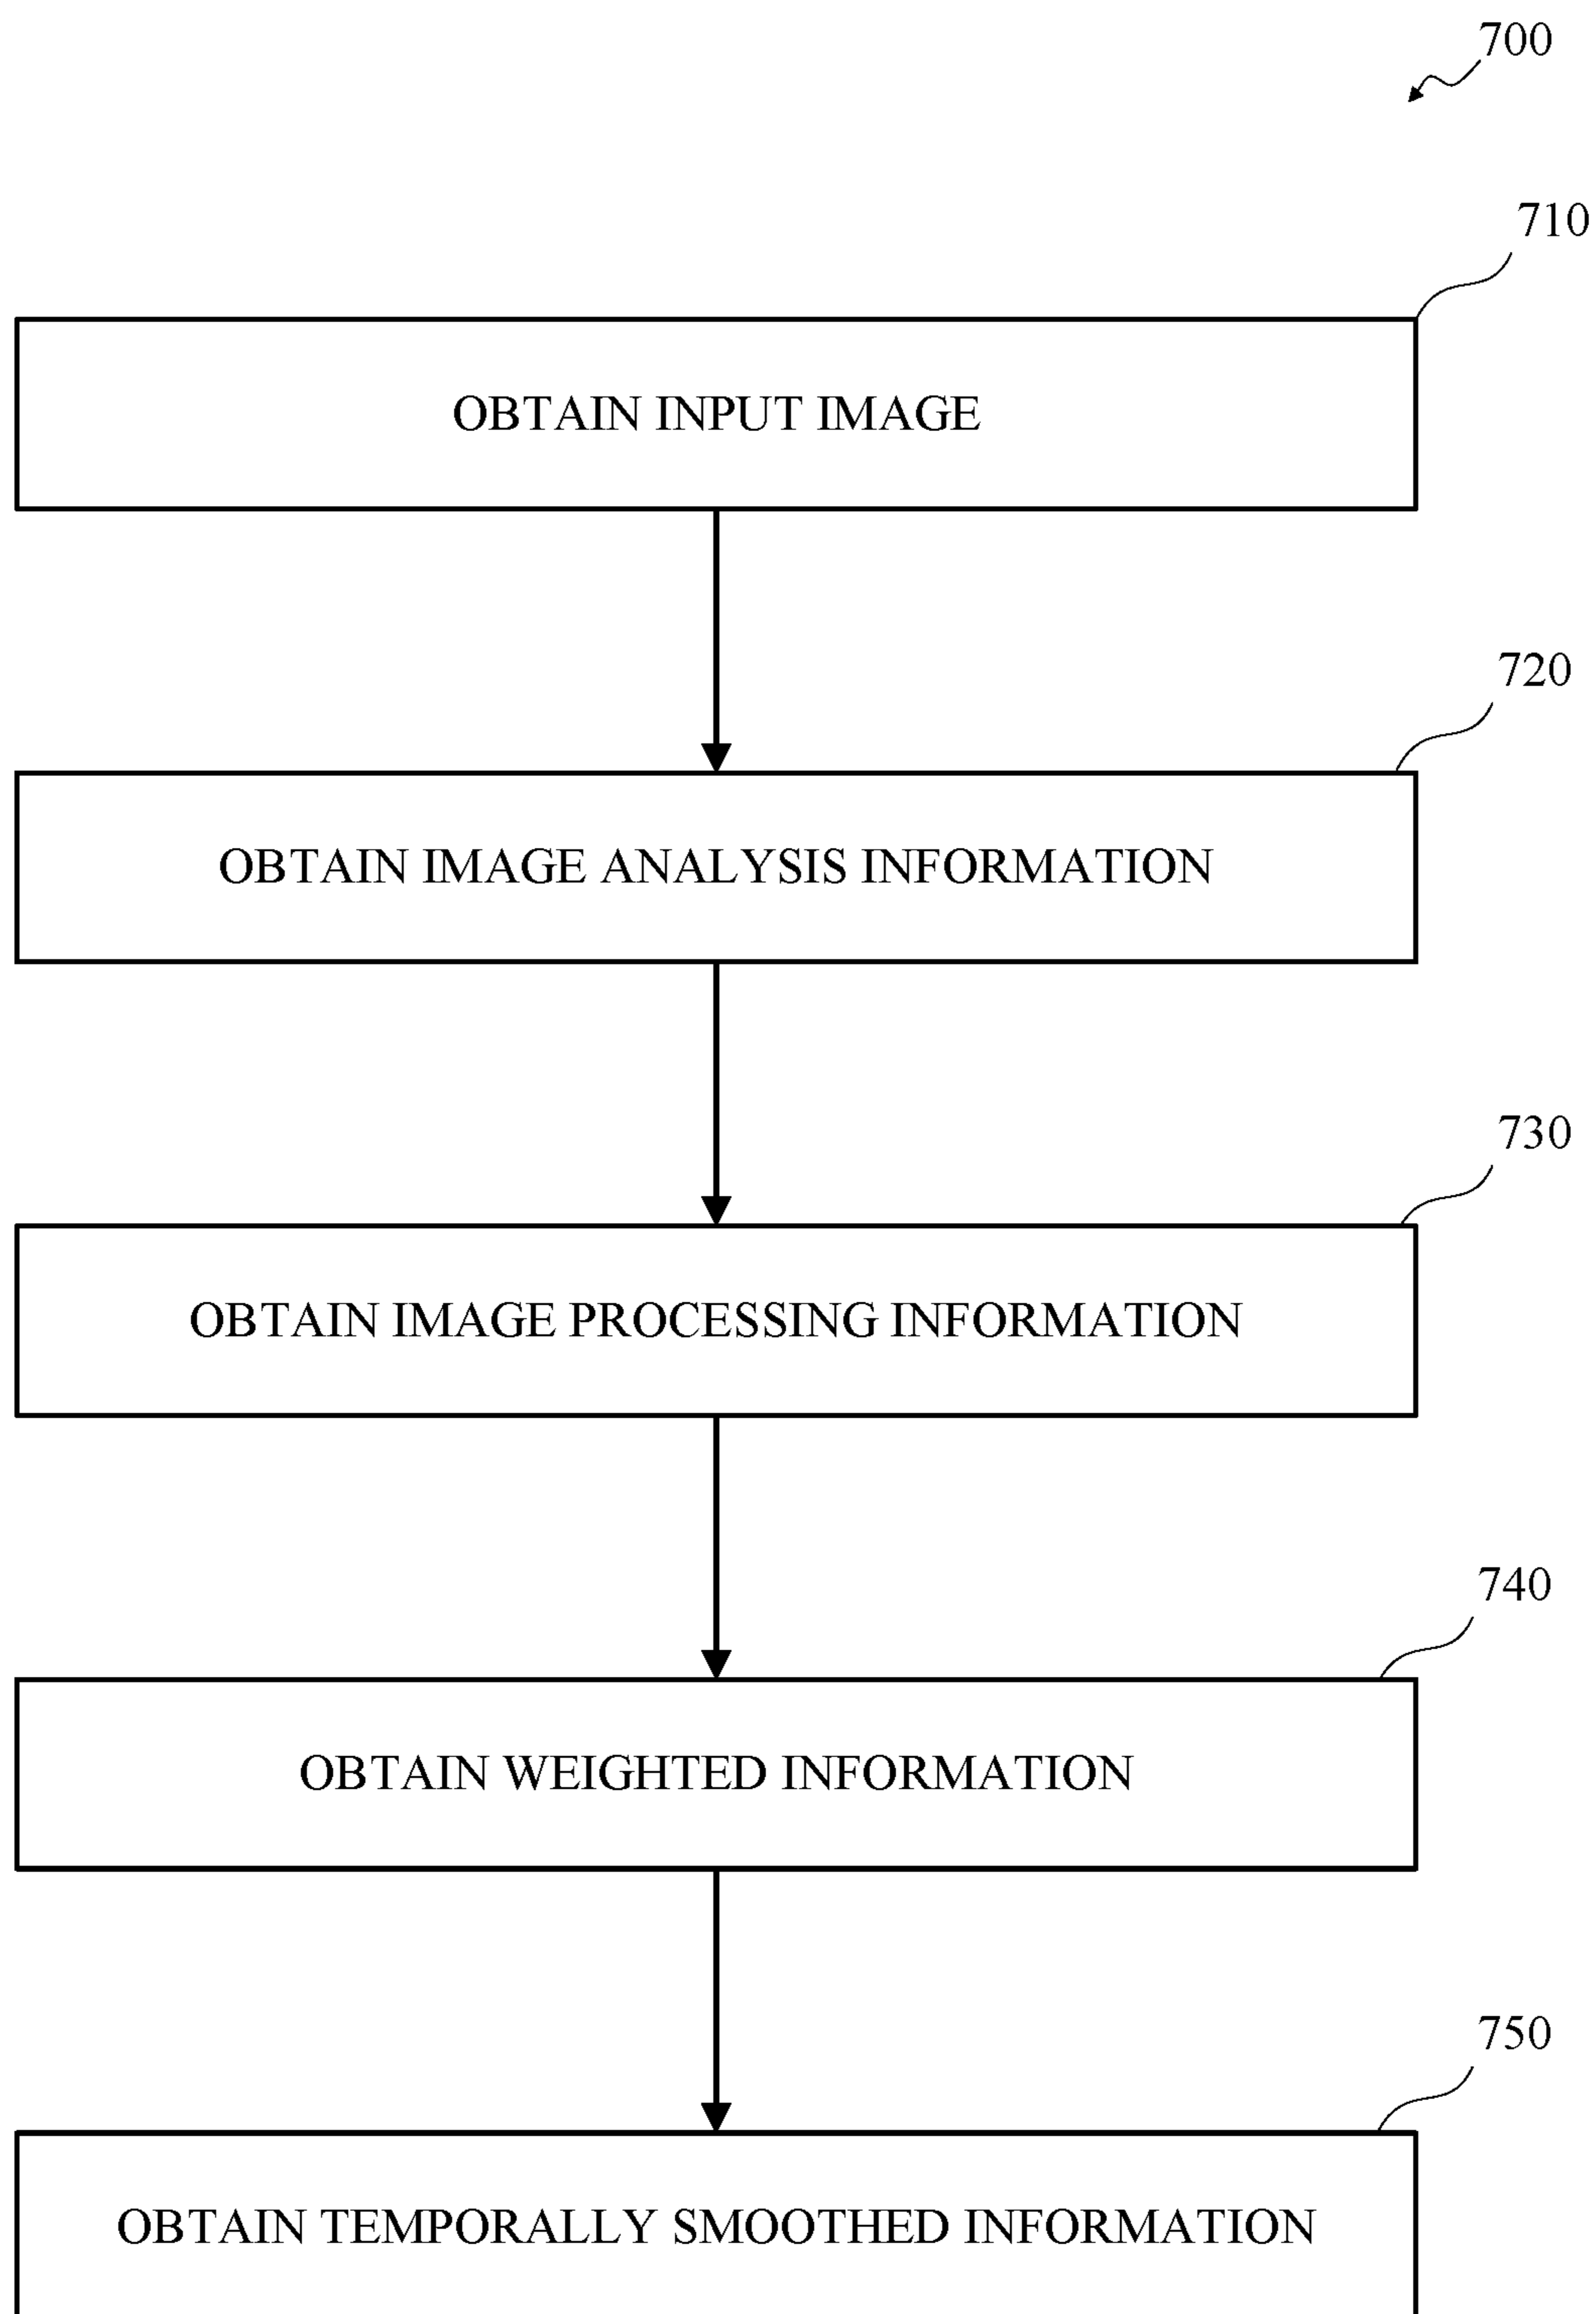 700
710
OBTAIN INPUT IMAGE
720
OBTAIN IMAGE ANALYSIS INFORMATION
730
OBTAIN IMAGE PROCESSING INFORMATION
740
OBTAIN WEIGHTED INFORMATION
750
OBTAIN TEMPORALLY SMOOTHED INFORMATION